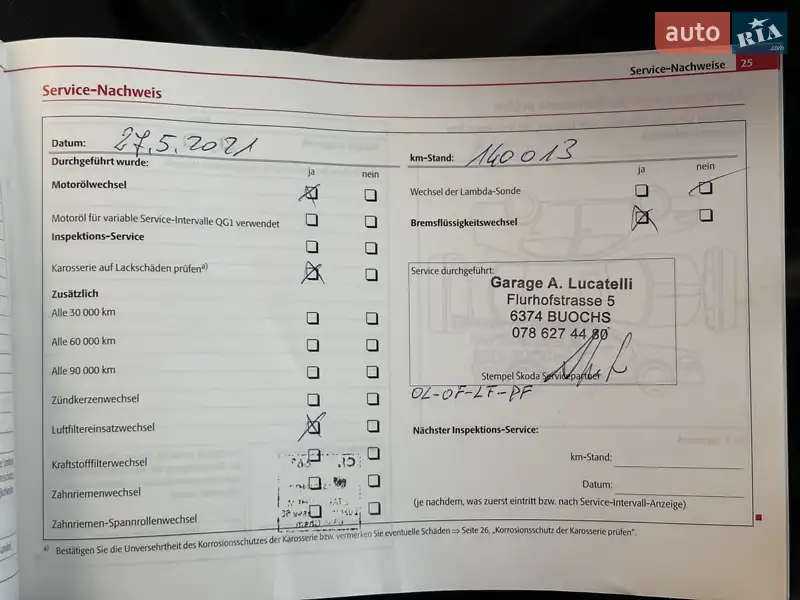 auto RIA .com
Service-Nachweise 25
Service-Nachweis
Datum: 27.5.2021
Durchgeführt wurde:
ja nein
Motorölwechsel
Motoröl für variable Service-Intervalle QG1 verwendet
Inspektions-Service
Karosserie auf Lackschäden prüfen a)
Zusätzlich
Alle 30 000 km
Alle 60 000 km
Alle 90 000 km
Zündkerzenwechsel
Luftfiltereinsatzwechsel
Kraftstofffilterwechsel
Zahnriemenwechsel
Zahnriemen-Spannrollenwechsel
km-Stand: 140013
ja nein
Wechsel der Lambda-Sonde
Bremsflüssigkeitswechsel
Service durchgeführt:
Garage A. Lucatelli
Flurhofstrasse 5
6374 BUOCHS
078 627 44 80
Stempel Škoda Servicepartner
OL-OF-LF-PF
Nächster Inspektions-Service:
km-Stand:
Datum:
(je nachdem, was zuerst eintritt bzw. nach Service-Intervall-Anzeige)
a) Bestätigen Sie die Unversehrtheit des Korrosionsschutzes der Karosserie bzw. vermerken Sie eventuelle Schäden ⇒ Seite 26, „Korrosionsschutz der Karosserie prüfen“.